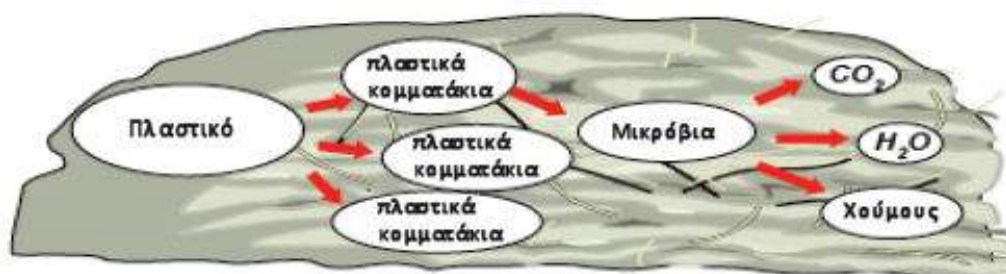 Πλαστικό
πλαστικά
κομματάκια
πλαστικά
κομματάκια
πλαστικά
κομματάκια
Μικρόβια
CO₂
H₂O
Χούμους